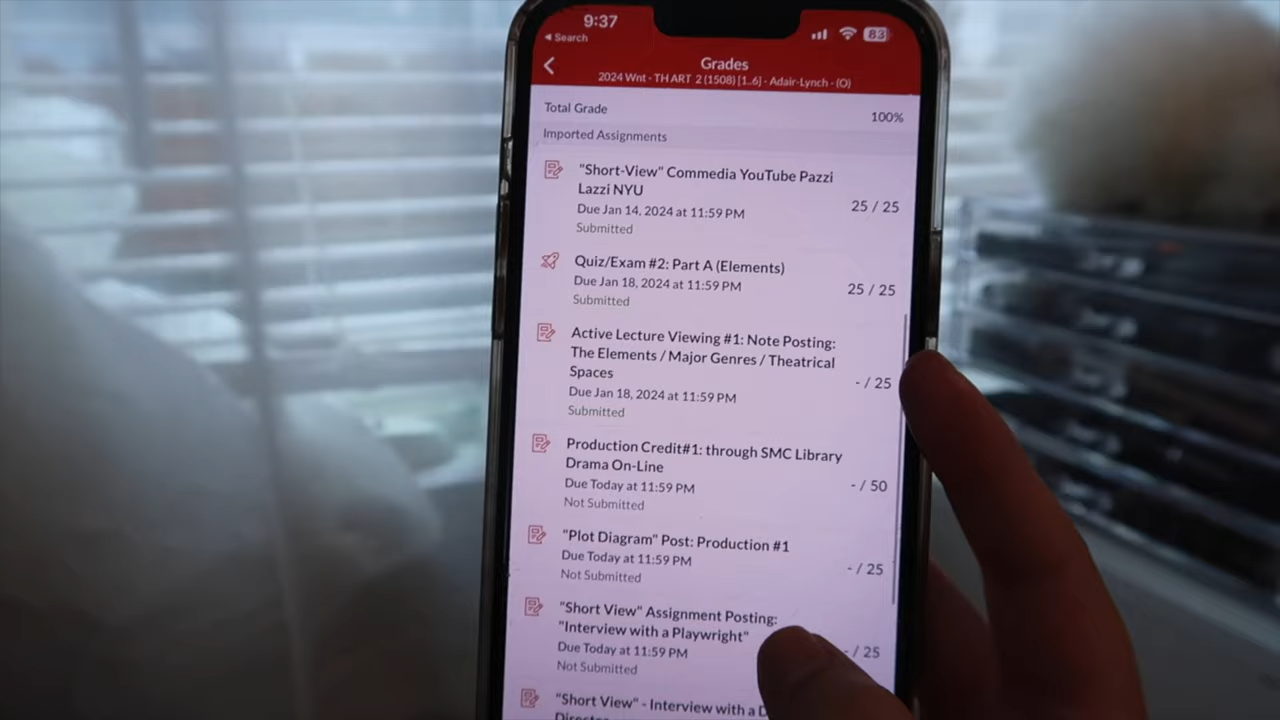 9:37
83
Search
Grades
2024 Wnt - TH ART 2 (1508) [1..6] - Adair-Lynch - (O)
Total Grade
100%
Imported Assignments
"Short-View" Commedia YouTube Pazzi
Lazzi NYU
25 / 25
Due Jan 14, 2024 at 11:59 PM
Submitted
Quiz/Exam #2: Part A (Elements)
Due Jan 18, 2024 at 11:59 PM
25 / 25
Submitted
Active Lecture Viewing #1: Note Posting:
The Elements / Major Genres / Theatrical
Spaces
- / 25
Due Jan 18, 2024 at 11:59 PM
Submitted
Production Credit#1: through SMC Library
Drama On-Line
Due Today at 11:59 PM
- / 50
Not Submitted
"Plot Diagram" Post: Production #1
Due Today at 11:59 PM
- / 25
Not Submitted
"Short View" Assignment Posting:
"Interview with a Playwright"
Due Today at 11:59 PM
- / 25
Not Submitted
"Short View" - Interview with a